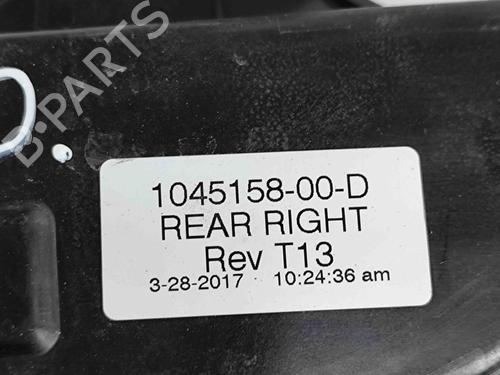 B-PARTS
1045158-00-D
REAR RIGHT
Rev T13
3-28-2017 10:24:36 am